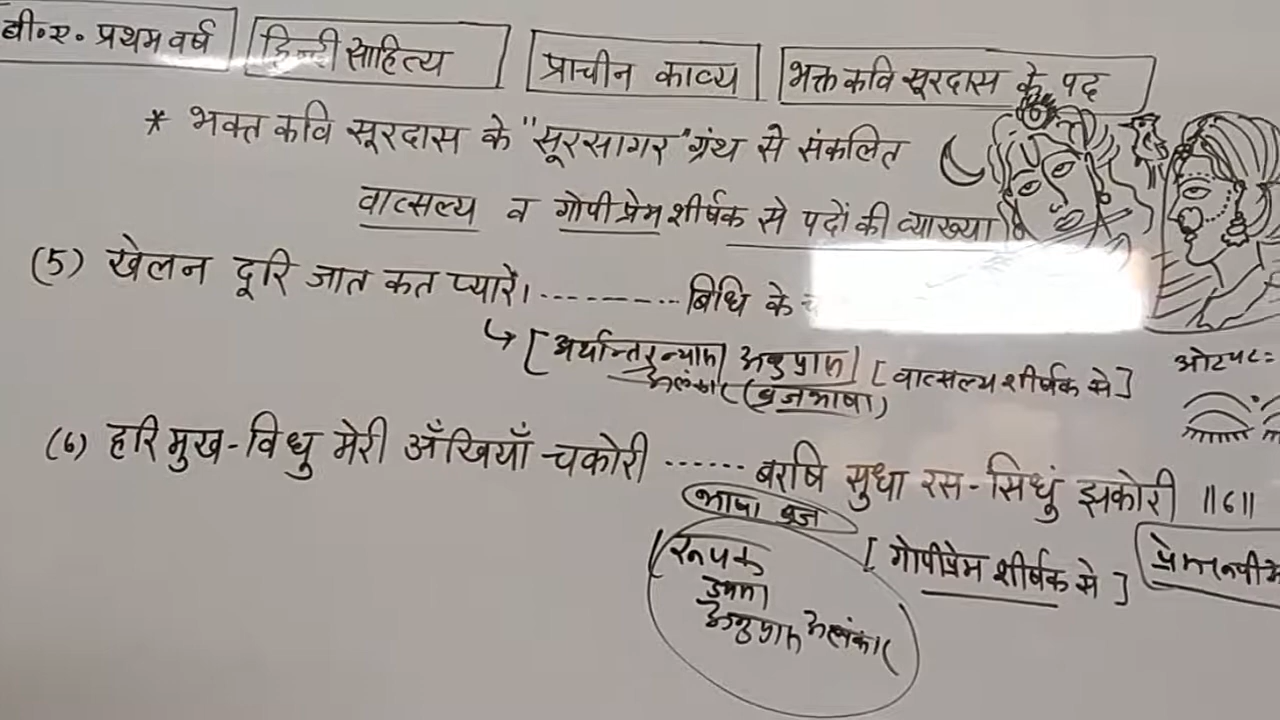 बी॰ए॰ प्रथम वर्ष हिन्दी साहित्य प्राचीन काव्य भक्त कवि सूरदास के पद
* भक्त कवि सूरदास के "सूरसागर" ग्रंथ से संकलित
वात्सल्य व गोपीप्रेम शीर्षक से पदों की व्याख्या
(5) खेलन दूरि जात कत प्यारे। ---------- बिधि के
↳ [अर्थान्तरन्यास अनुप्रास] [वात्सल्य शीर्षक से]
अलंकार (ब्रजभाषा)
ओटपट=
(6) हरि मुख-विधु मेरी अँखियाँ चकोरी ------ बरषि सुधा रस-सिधुं झकोरी ॥6॥
भाषा ब्रज
(रूपक [गोपीप्रेम शीर्षक से]
उपमा
अनुप्रास अलंकार